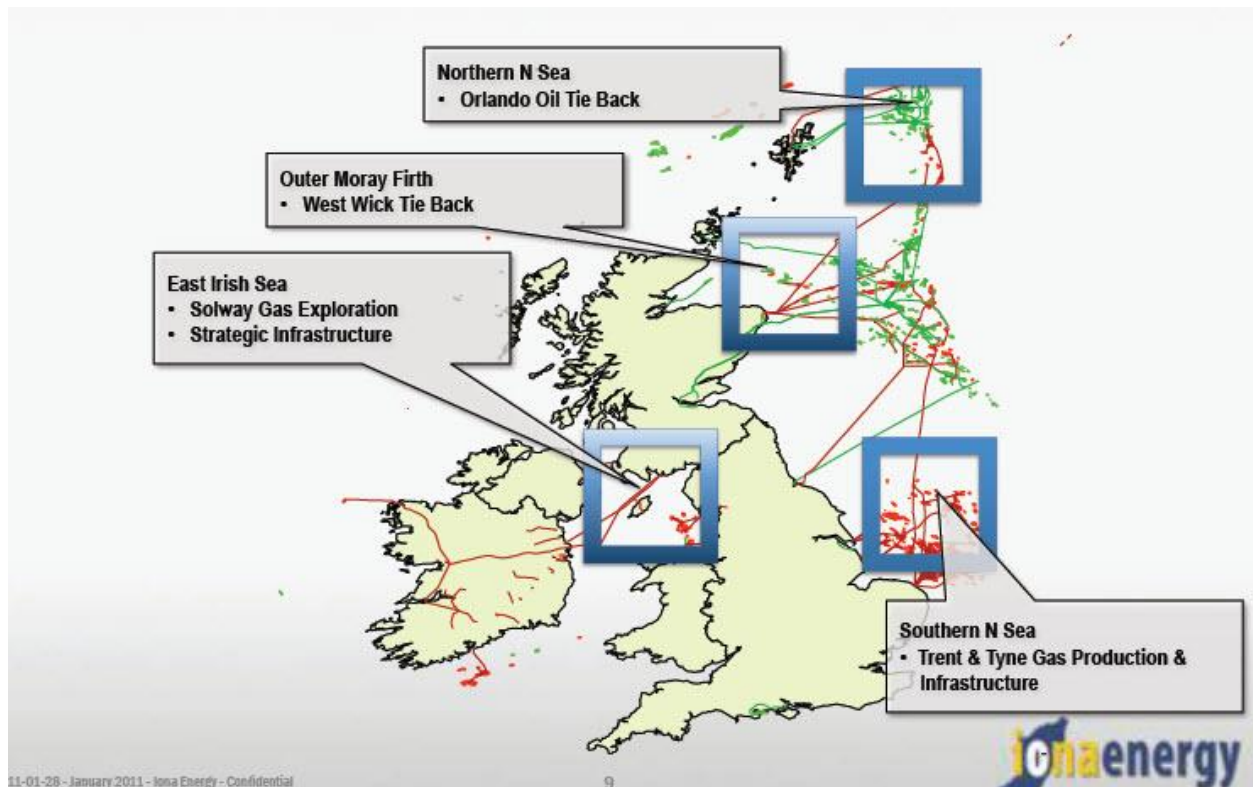 Northern N Sea
• Orlando Oil Tie Back
Outer Moray Firth
• West Wick Tie Back
East Irish Sea
• Solway Gas Exploration
• Strategic Infrastructure
Southern N Sea
• Trent & Tyne Gas Production &
Infrastructure
11-01-28 - January 2011 - Iona Energy - Confidential
9
ionaenergy